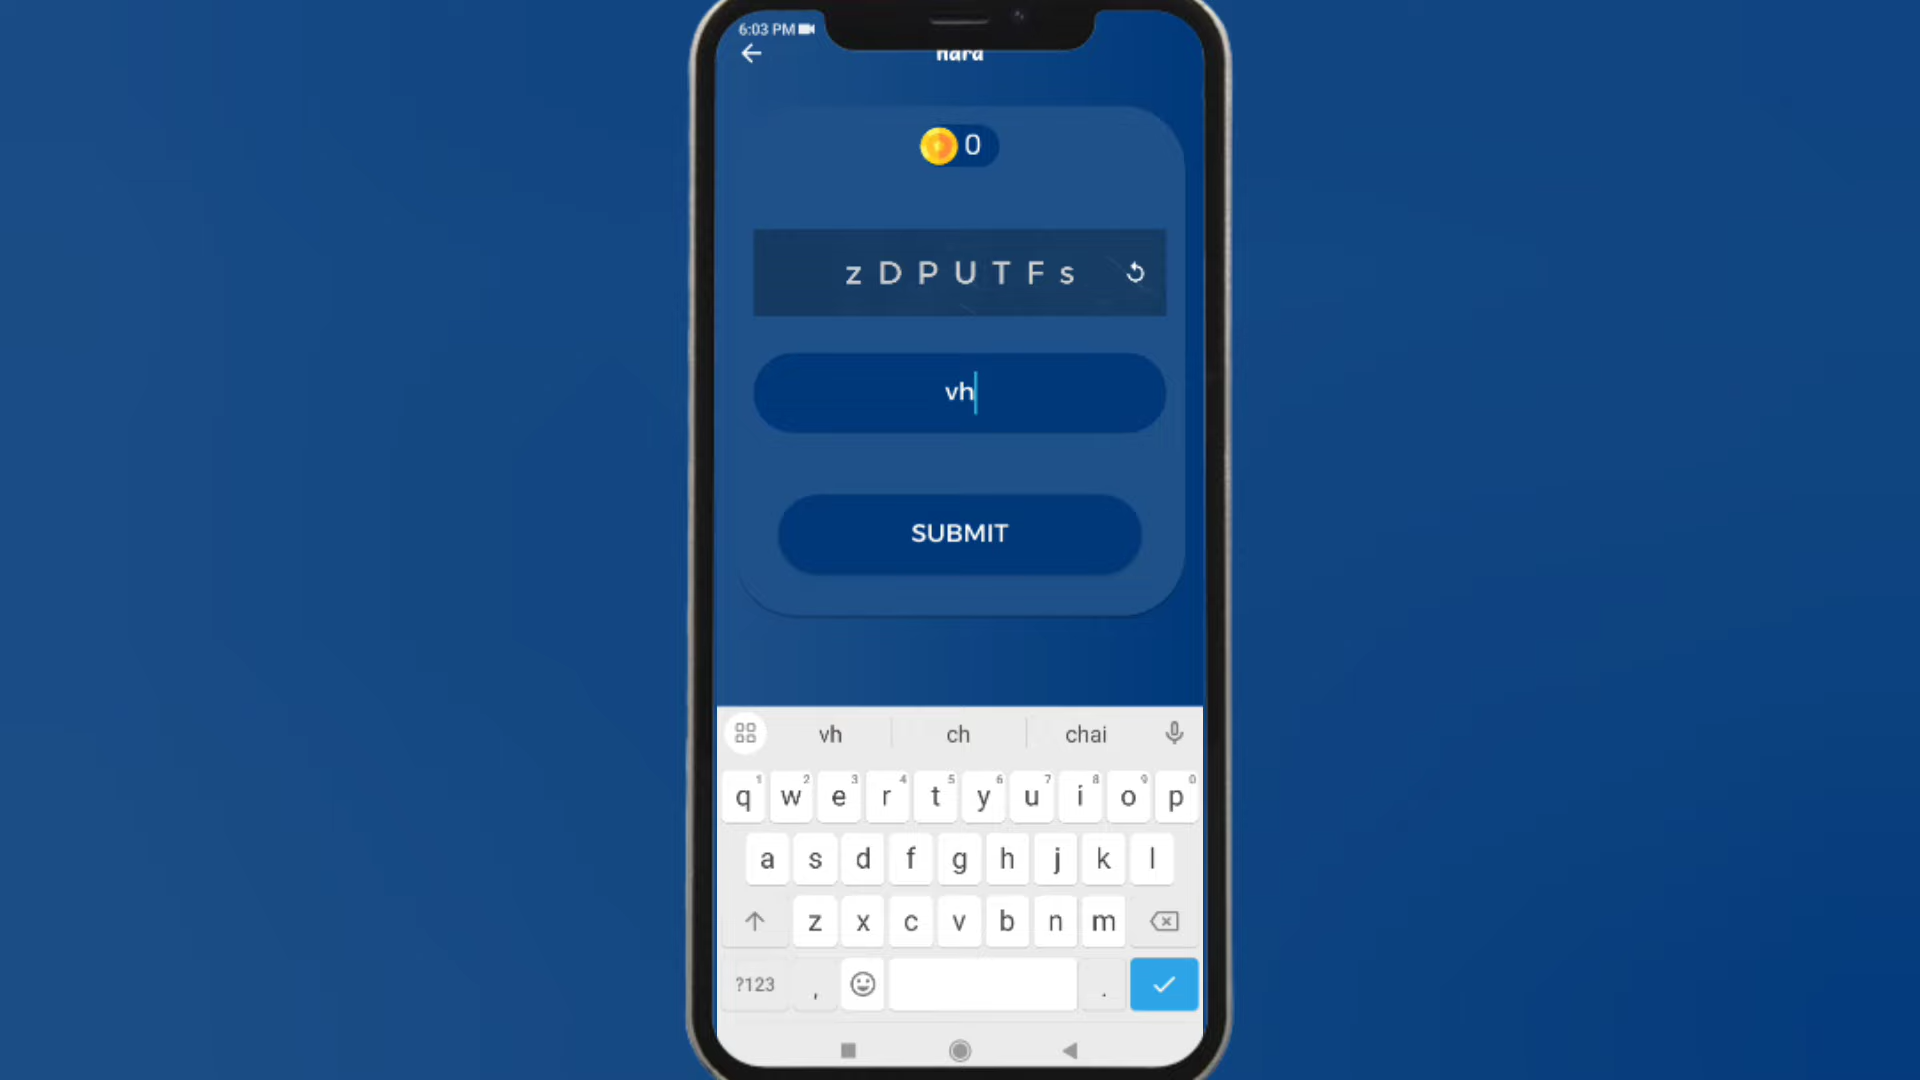 6:03 PM
Hard
0
z D P U T F s
vh
SUBMIT
vh ch chai
1 2 3 4 5 6 7 8 9 0
q w e r t y u i o p
a s d f g h j k l
z x c v b n m
?123 , .